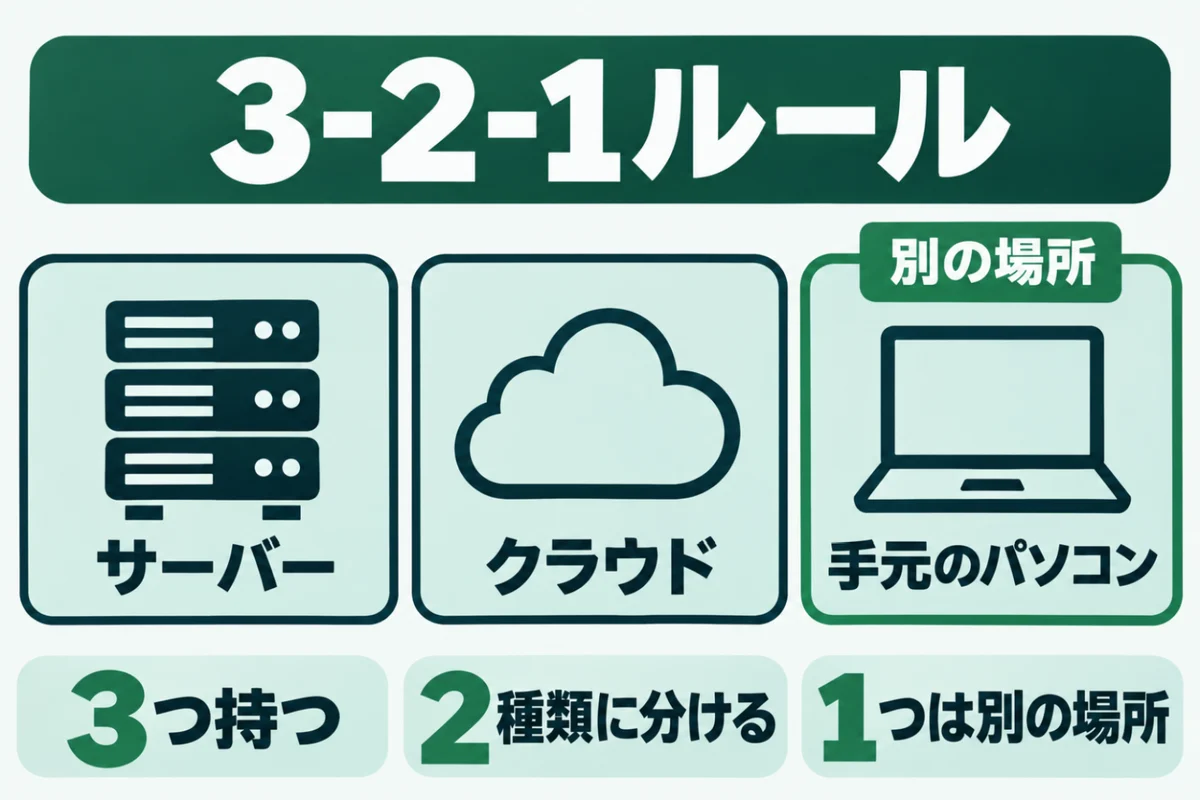 3-2-1ルール
別の場所
サーバー
クラウド
手元のパソコン
3つ持つ
2種類に分ける
1つは別の場所